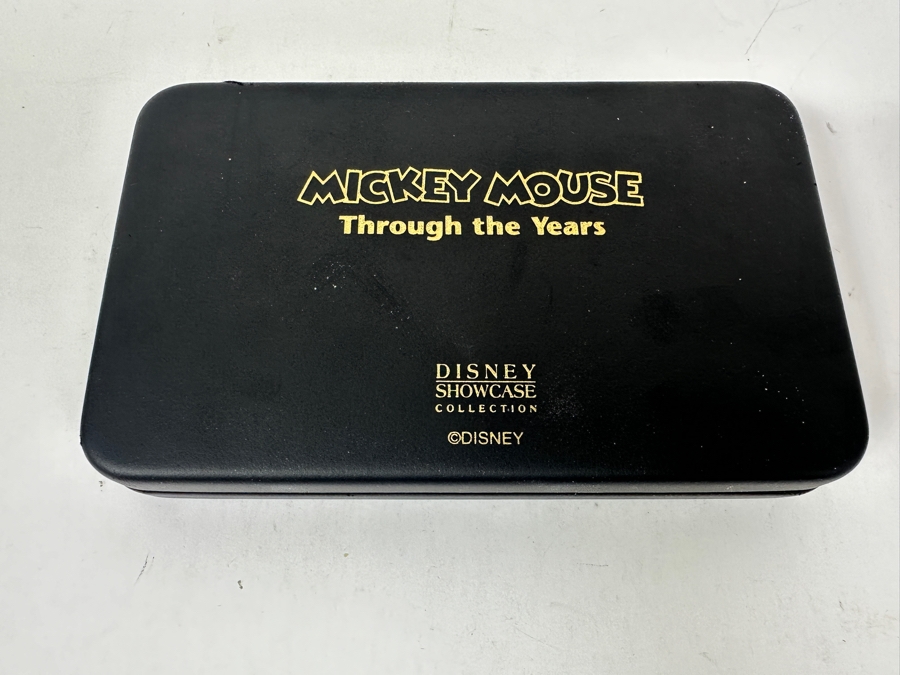 MICKEY MOUSE
Through the Years
DISNEY
SHOWCASE
COLLECTION
©DISNEY